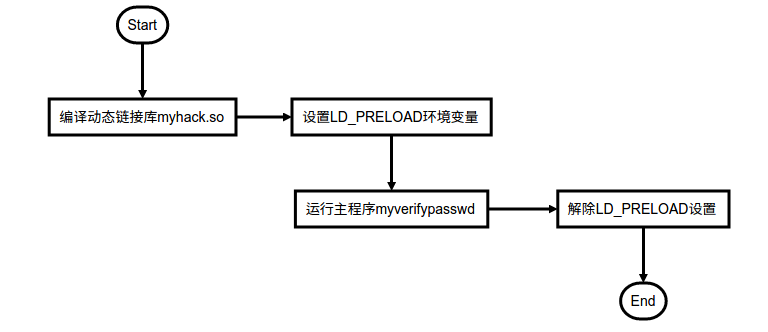 Start
编译动态链接库myhack.so
设置LD_PRELOAD环境变量
运行主程序myverifypasswd
解除LD_PRELOAD设置
End